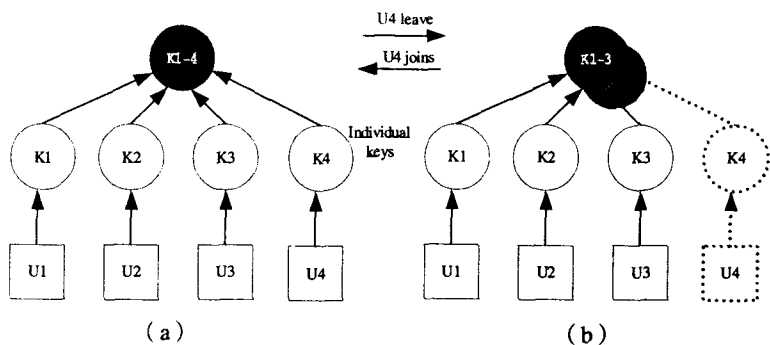 U4 leave
U4 joins
K1-4
K1-3
K1 K2 K3 K4
Individual
keys
K1 K2 K3 K4
U1 U2 U3 U4
U1 U2 U3 U4
(a)
(b)